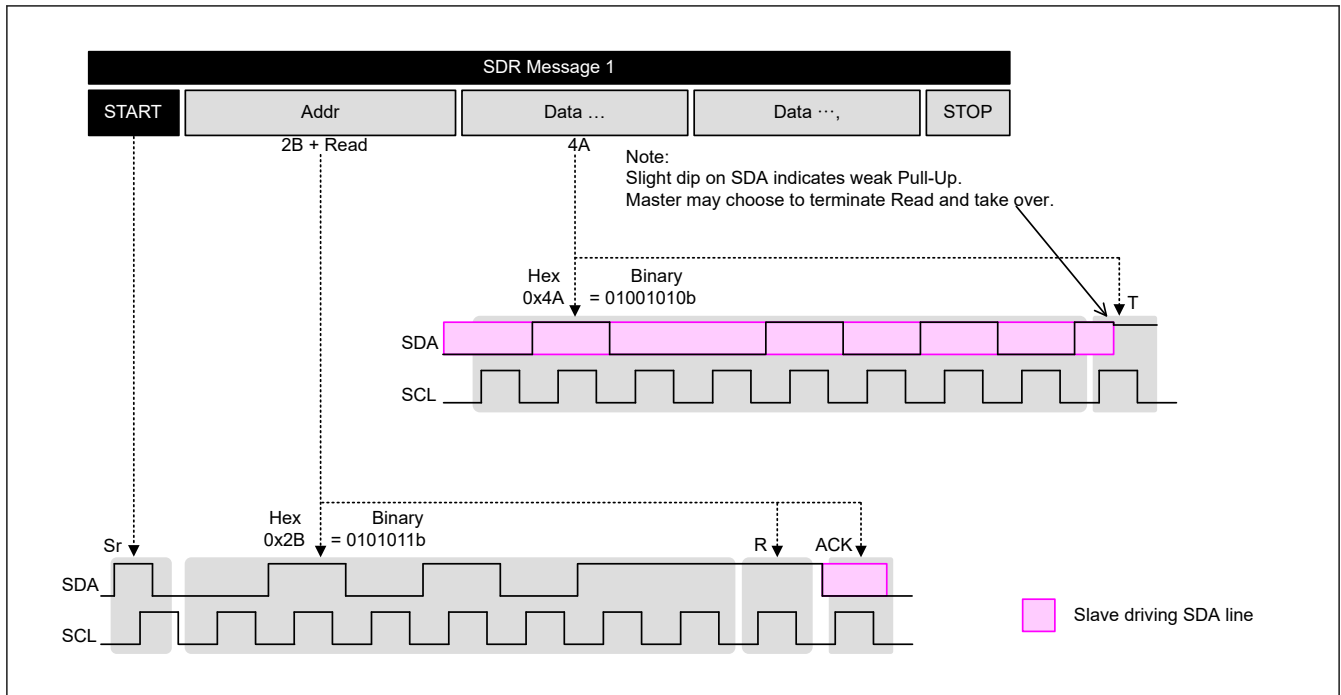 SDR Message 1
START
Addr
Data …
Data ···,
STOP
2B + Read
4A
Note:
Slight dip on SDA indicates weak Pull-Up.
Master may choose to terminate Read and take over.
Hex
Binary
0x4A
= 01001010b
T
SDA
SCL
Hex
Binary
0x2B
= 0101011b
Sr
R
ACK
SDA
SCL
Slave driving SDA line